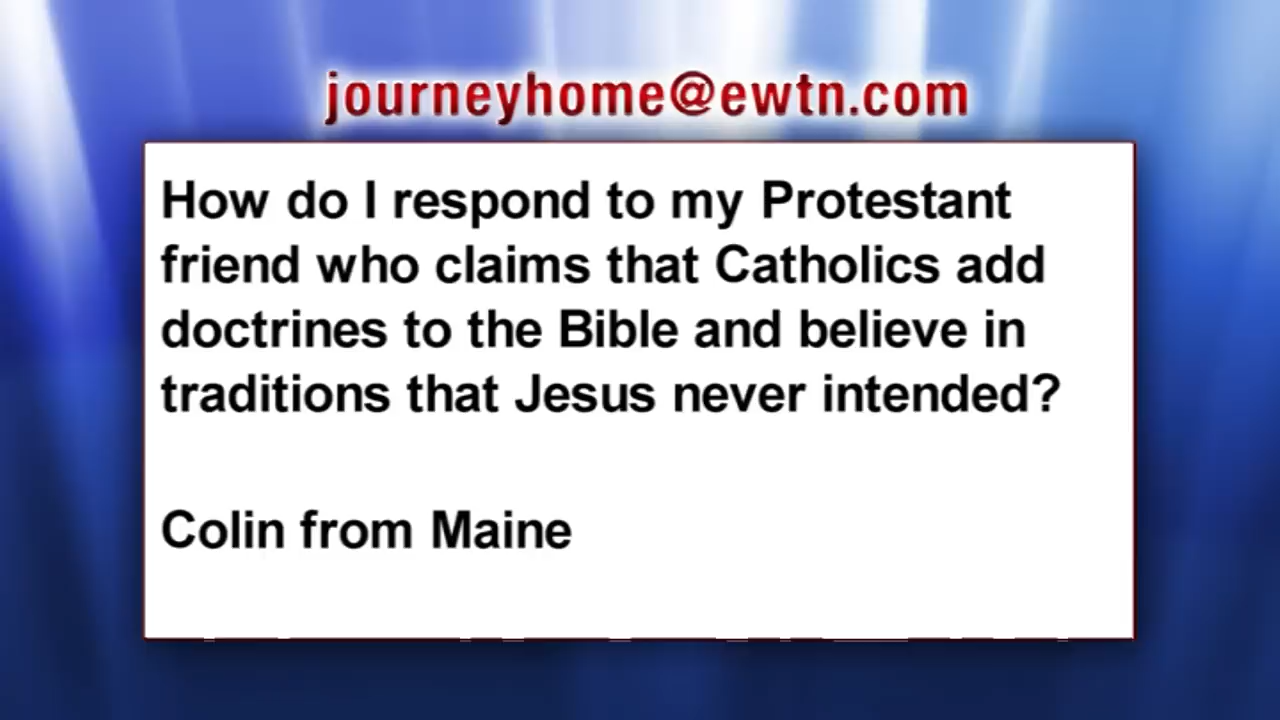 journeyhome@ewtn.com
How do I respond to my Protestant
friend who claims that Catholics add
doctrines to the Bible and believe in
traditions that Jesus never intended?
Colin from Maine